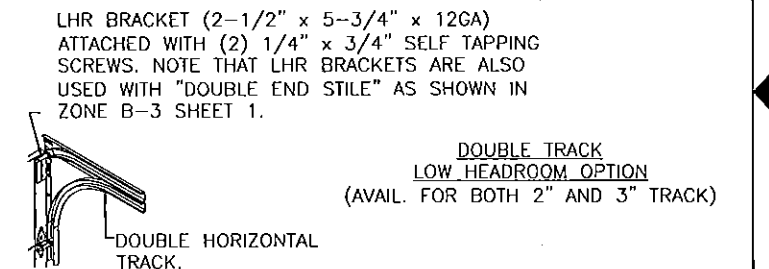 LHR BRACKET (2-1/2" x 5-3/4" x 12GA)
ATTACHED WITH (2) 1/4" x 3/4" SELF TAPPING
SCREWS. NOTE THAT LHR BRACKETS ARE ALSO
USED WITH "DOUBLE END STILE" AS SHOWN IN
ZONE B-3 SHEET 1.
DOUBLE TRACK
LOW HEADROOM OPTION
(AVAIL. FOR BOTH 2" AND 3" TRACK)
DOUBLE HORIZONTAL
TRACK.